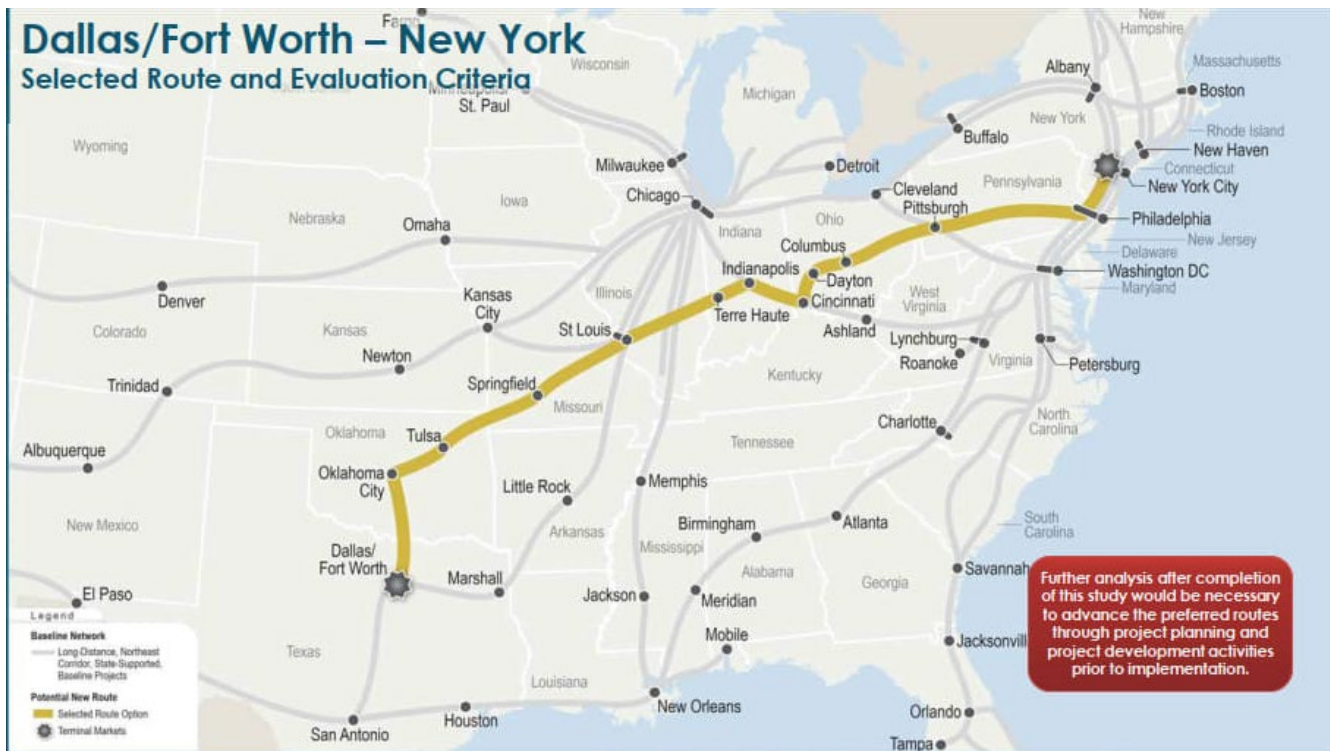 Dallas/Fort Worth – New York
Selected Route and Evaluation Criteria
Fargo
St. Paul
Wisconsin
Michigan
New
Hampshire
Massachusetts
Albany
Boston
New York
Buffalo
Rhode Island
New Haven
Connecticut
New York City
Wyoming
Milwaukee
Detroit
Chicago
Cleveland
Pennsylvania
Pittsburgh
Philadelphia
Iowa
Nebraska
Omaha
Indiana
Ohio
New Jersey
Columbus
Delaware
Indianapolis
Dayton
Washington DC
Maryland
Denver
Kansas
City
Illinois
Cincinnati
West
Virginia
Terre Haute
Colorado
Kansas
St Louis
Ashland
Lynchburg
Newton
Roanoke
Virginia
Petersburg
Trinidad
Springfield
Kentucky
Missouri
North
Carolina
Oklahoma
Tulsa
Charlotte
Tennessee
Albuquerque
Oklahoma
City
Little Rock
Memphis
New Mexico
Arkansas
Birmingham
Atlanta
South
Carolina
Mississippi
Dallas/
Fort Worth
Alabama
Georgia
Savannah
Marshall
El Paso
Jackson
Meridian
Mobile
Jacksonvill
Texas
Louisiana
New Orleans
Houston
San Antonio
Orlando
Tampa
Further analysis after completion
of this study would be necessary
to advance the preferred routes
through project planning and
project development activities
prior to implementation.
Legend
Baseline Network
Long-Distance, Northeast
Corridor, State-Supported,
Baseline Projects
Potential New Route
Selected Route Option
Terminal Markets